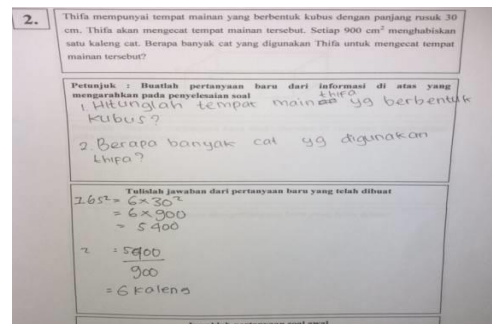 2.
Thifa mempunyai tempat mainan yang berbentuk kubus dengan panjang rusuk 30
cm. Thifa akan mengecat tempat mainan tersebut. Setiap 900 cm² menghabiskan
satu kaleng cat. Berapa banyak cat yang digunakan Thifa untuk mengecat tempat
mainan tersebut?
Petunjuk : Buatlah pertanyaan baru dari informasi di atas yang
mengarahkan pada penyelesaian soal
1. Hitunglah tempat mainan thifa yg berbentuk
kubus?
2. Berapa banyak cat yg digunakan
thifa?
Tulislah jawaban dari pertanyaan baru yang telah dibuat
1 6s² = 6 × 30²
= 6 × 900
= 5400
2 = 5400
900
= 6 kaleng